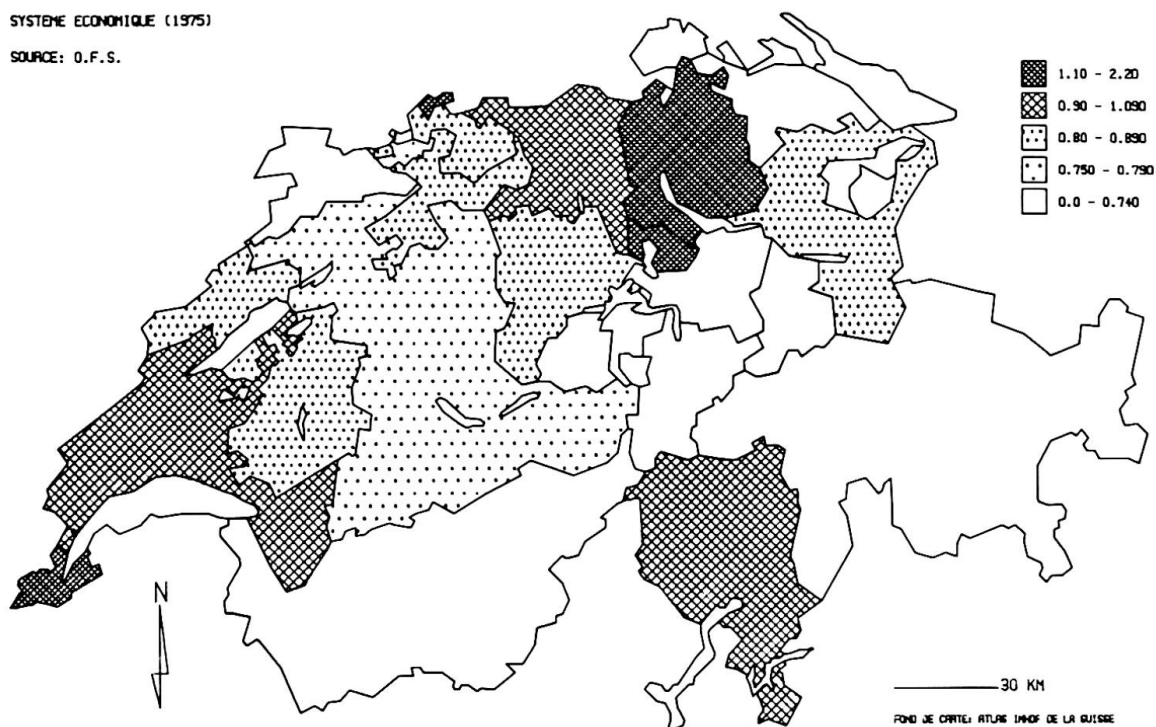 SYSTEME ECONOMIQUE (1975)
SOURCE: O.F.S.
1.10 - 2.20
0.90 - 1.090
0.80 - 0.890
0.750 - 0.790
0.0 - 0.740
N
30 KM
FOND DE CARTE: ATLAS IMHOF DE LA SUISSE